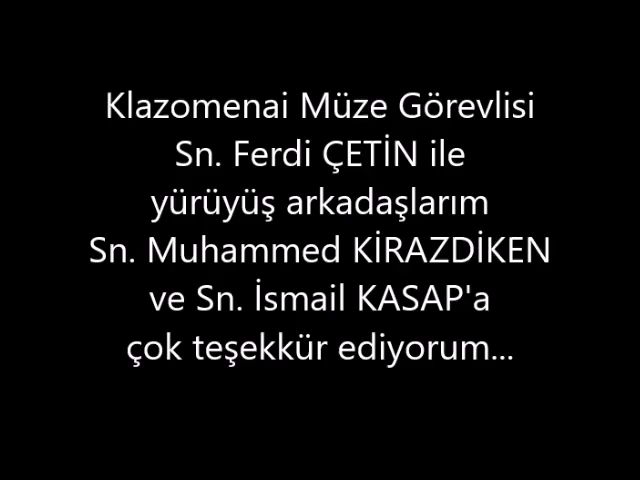 Klazomenai Müze Görevlisi
Sn. Ferdi ÇETİN ile
yürüyüş arkadaşlarım
Sn. Muhammed KİRAZDİKEN
ve Sn. İsmail KASAP'a
çok teşekkür ediyorum...